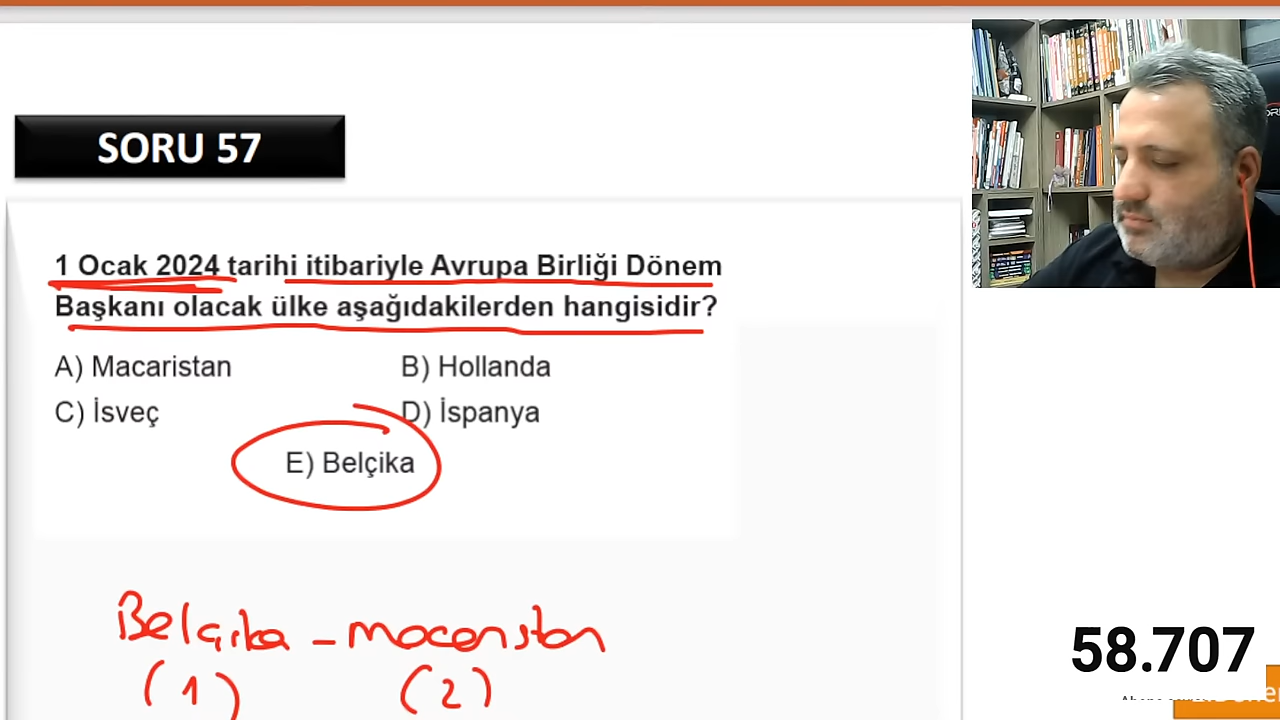 SORU 57
1 Ocak 2024 tarihi itibariyle Avrupa Birliği Dönem
Başkanı olacak ülke aşağıdakilerden hangisidir?
A) Macaristan B) Hollanda
C) İsveç D) İspanya
E) Belçika
Belçika - macaristan
(1) (2)
58.707